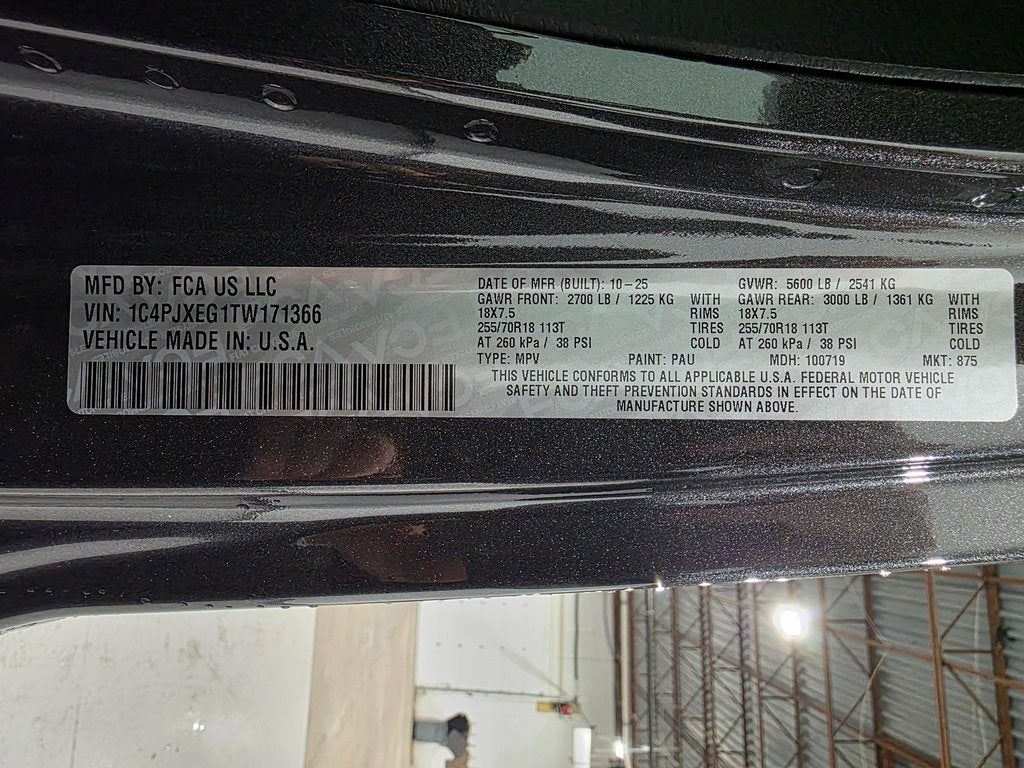 MFD BY: FCA US LLC
VIN: 1C4PJXEG1TW171366
VEHICLE MADE IN: U.S.A.
DATE OF MFR (BUILT): 10-25 GVWR: 5600 LB / 2541 KG
GAWR FRONT: 2700 LB / 1225 KG WITH GAWR REAR: 3000 LB / 1361 KG WITH
18X7.5 RIMS 18X7.5 RIMS
255/70R18 113T TIRES 255/70R18 113T TIRES
AT 260 kPa / 38 PSI COLD AT 260 kPa / 38 PSI COLD
TYPE: MPV PAINT: PAU MDH: 100719 MKT: 875
THIS VEHICLE CONFORMS TO ALL APPLICABLE U.S.A. FEDERAL MOTOR VEHICLE
SAFETY AND THEFT PREVENTION STANDARDS IN EFFECT ON THE DATE OF
MANUFACTURE SHOWN ABOVE.